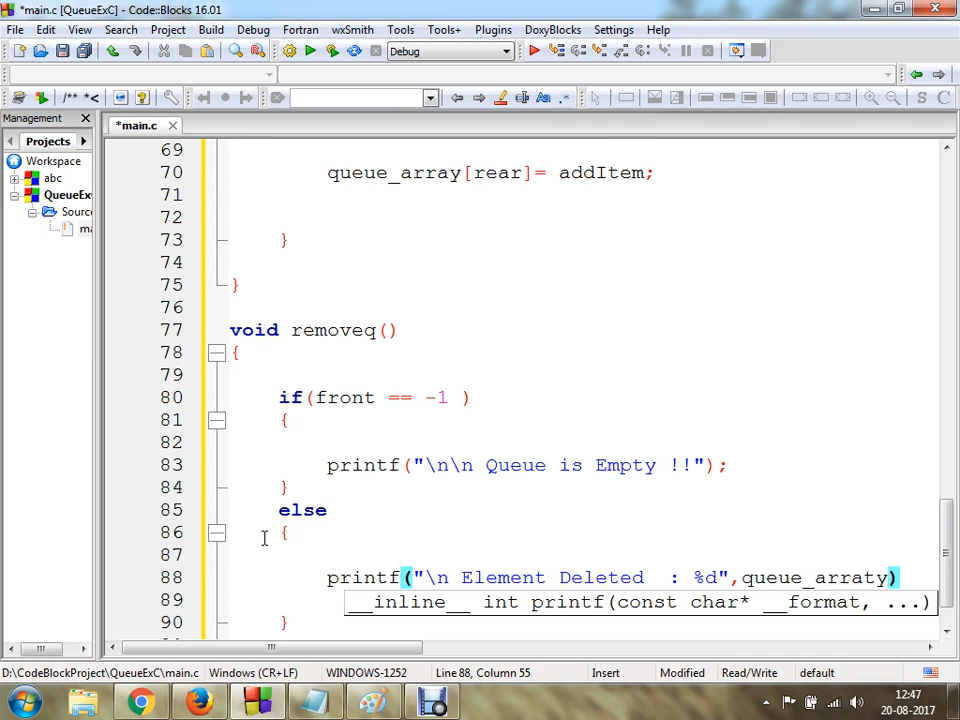 *main.c [QueueExC] - Code::Blocks 16.01
File Edit View Search Project Build Debug Fortran wxSmith Tools Tools+ Plugins DoxyBlocks Settings Help
Debug
/** *<
Management
*main.c
Projects
Workspace
abc
QueueExC
Source
ma
69
70 queue_array[rear]= addItem;
71
72
73 }
74
75 }
76
77 void removeq()
78 {
79
80 if(front == -1 )
81 {
82
83 printf("\n\n Queue is Empty !!");
84 }
85 else
86 {
87
88 printf("\n Element Deleted : %d",queue_arraty)
89 __inline__ int printf(const char* __format, ...)
90 }
D:\CodeBlockProject\QueueExC\main.c Windows (CR+LF) WINDOWS-1252 Line 88, Column 55 Insert Modified Read/Write default
12:47
20-08-2017